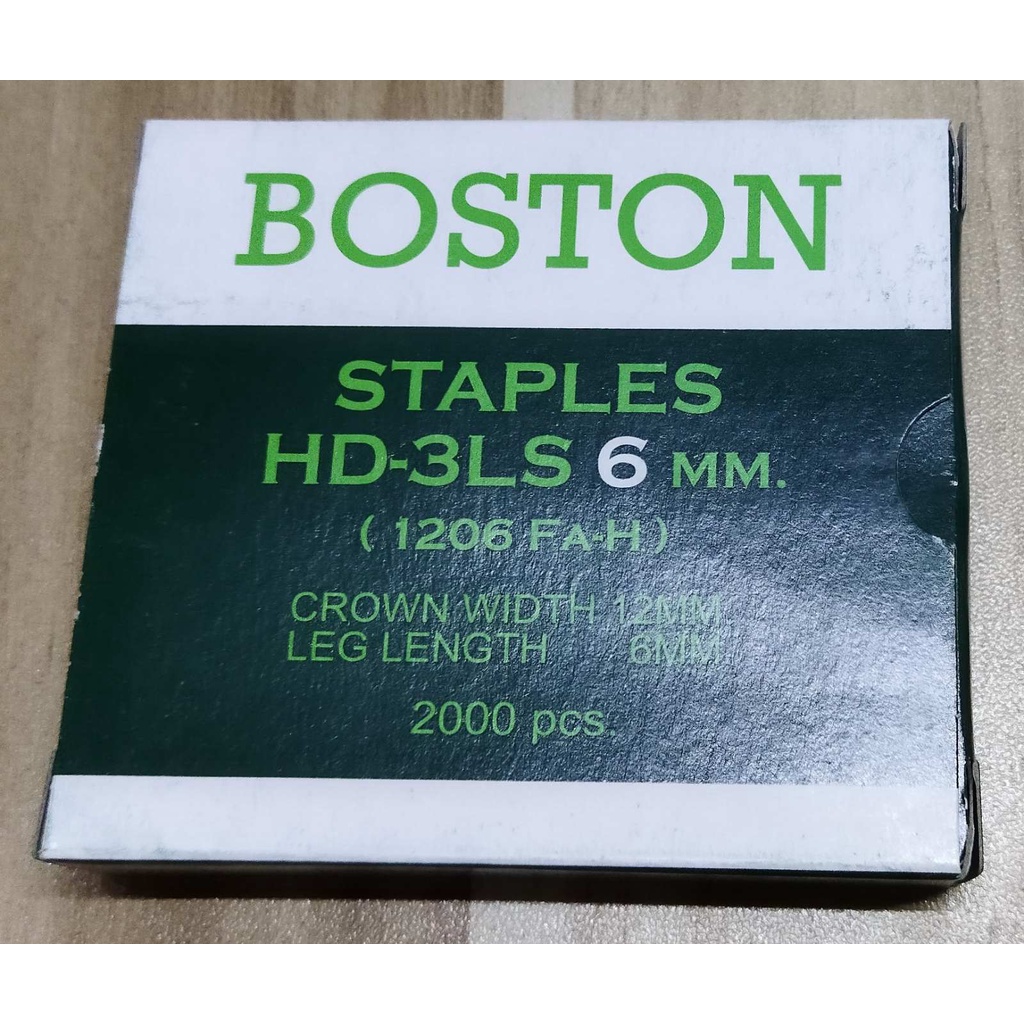 BOSTON
STAPLES
HD-3LS 6 MM.
( 1206 FA-H )
CROWN WIDTH 12MM
LEG LENGTH 6MM
2000 pcs.